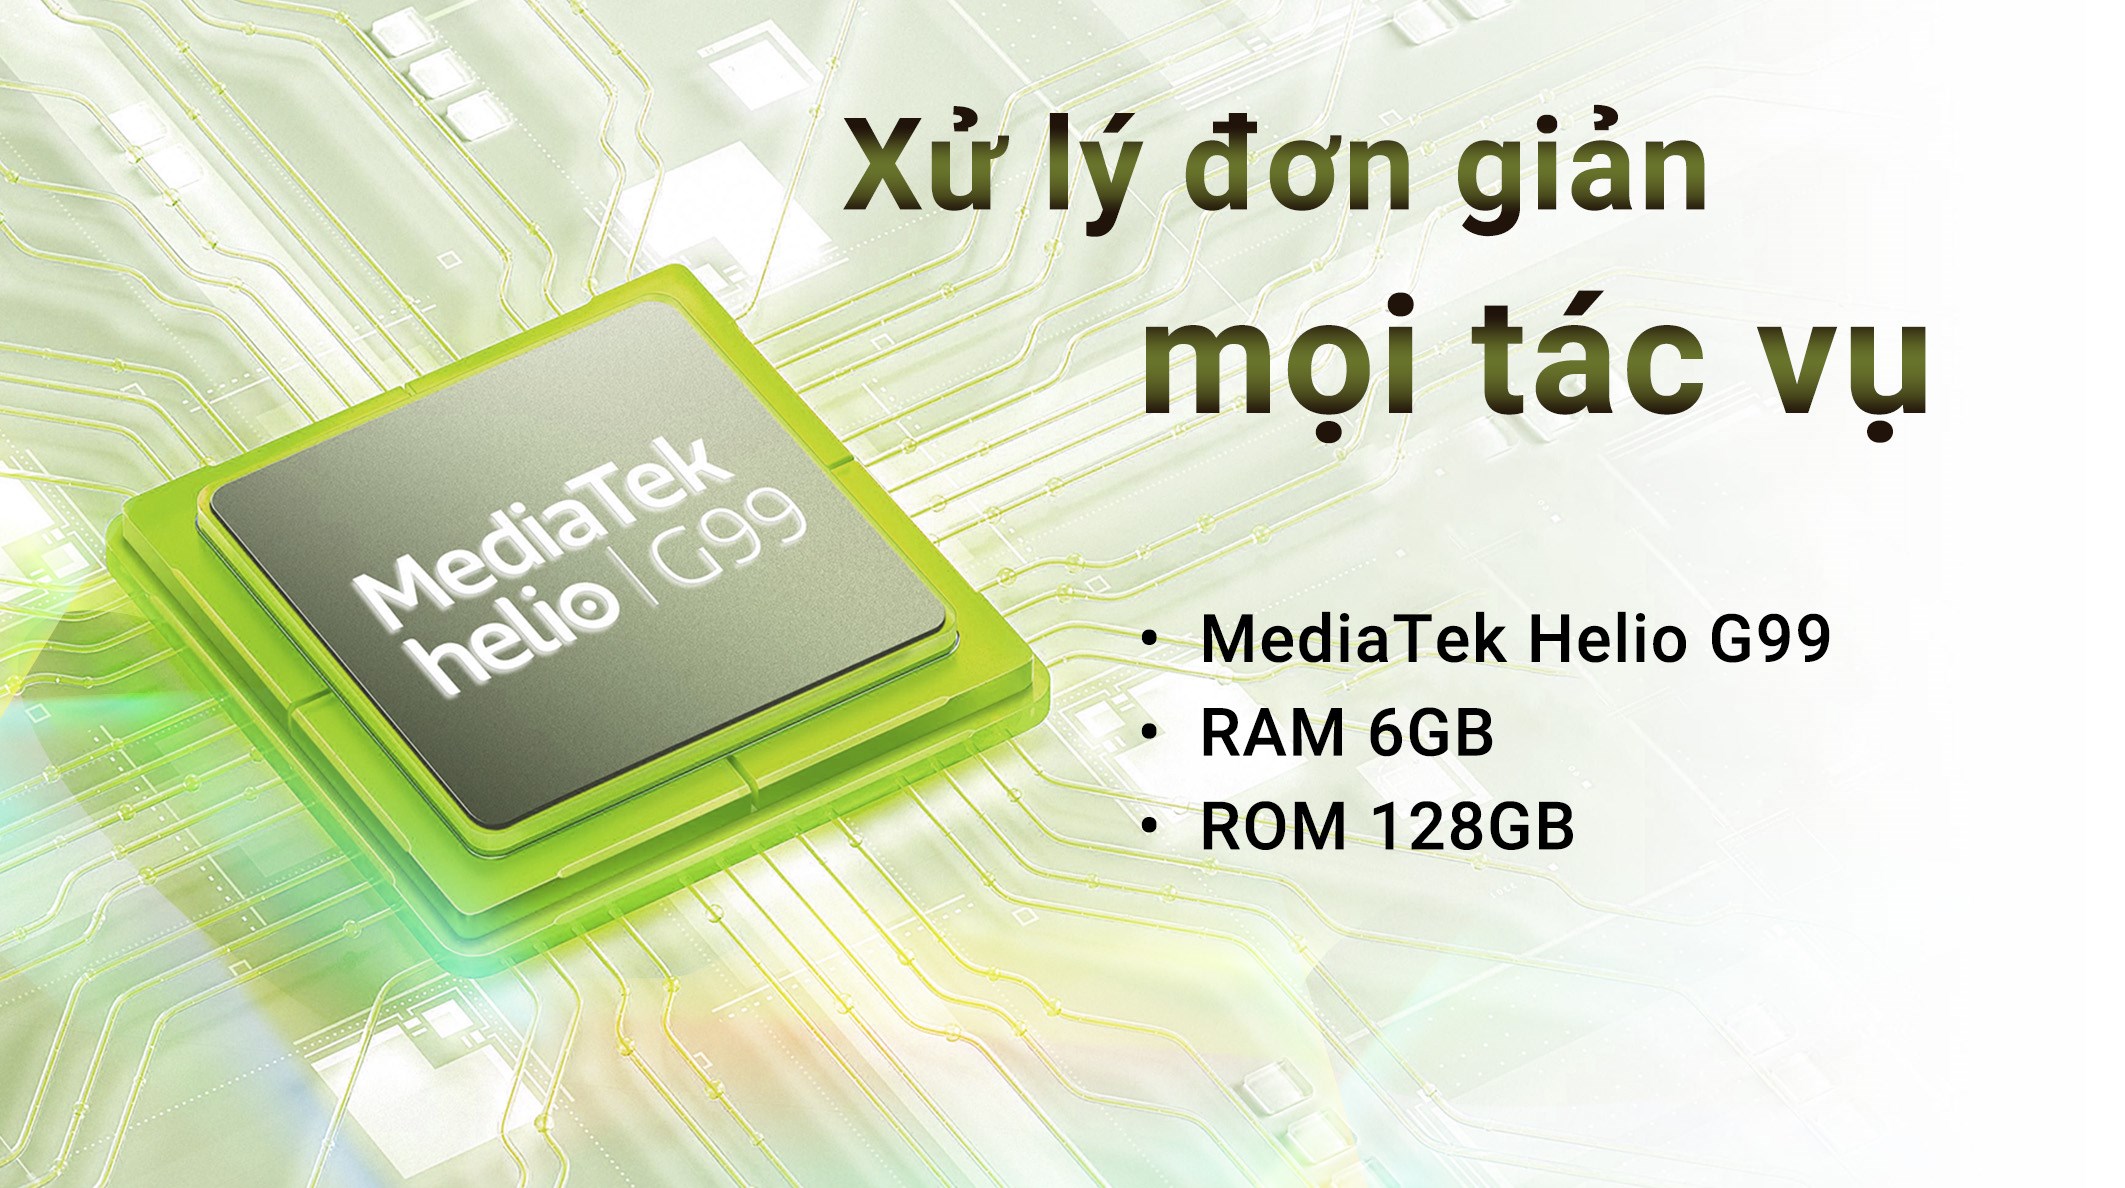 Xử lý đơn giản
mọi tác vụ
MediaTek
helio | G99
• MediaTek Helio G99
• RAM 6GB
• ROM 128GB